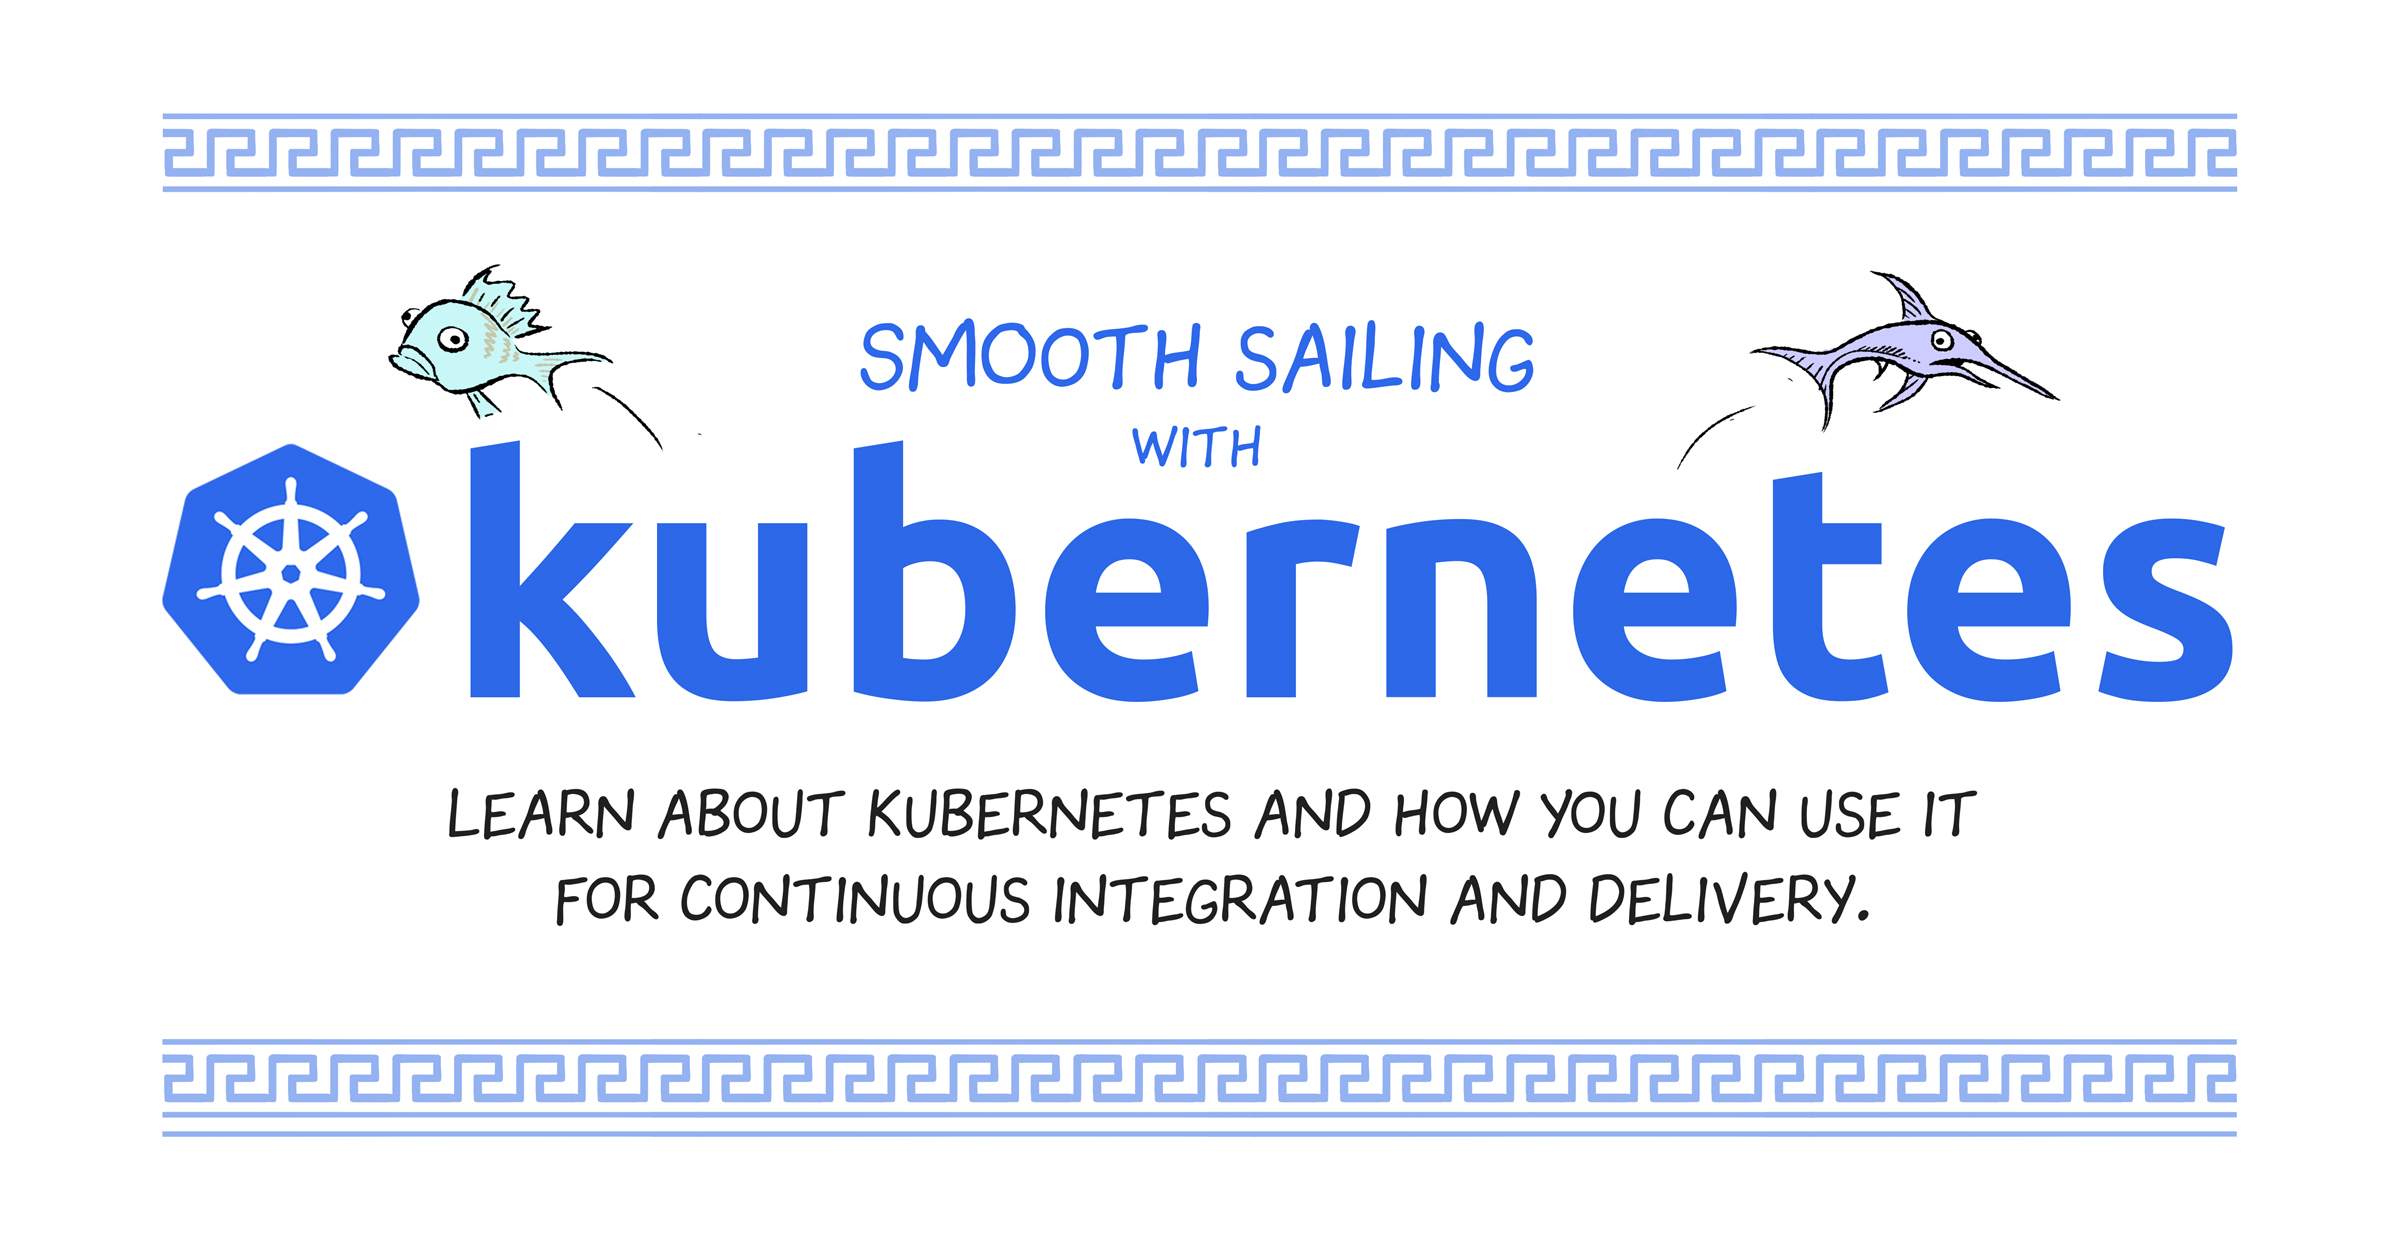 SMOOTH SAILING
WITH
kubernetes
LEARN ABOUT KUBERNETES AND HOW YOU CAN USE IT
FOR CONTINUOUS INTEGRATION AND DELIVERY.